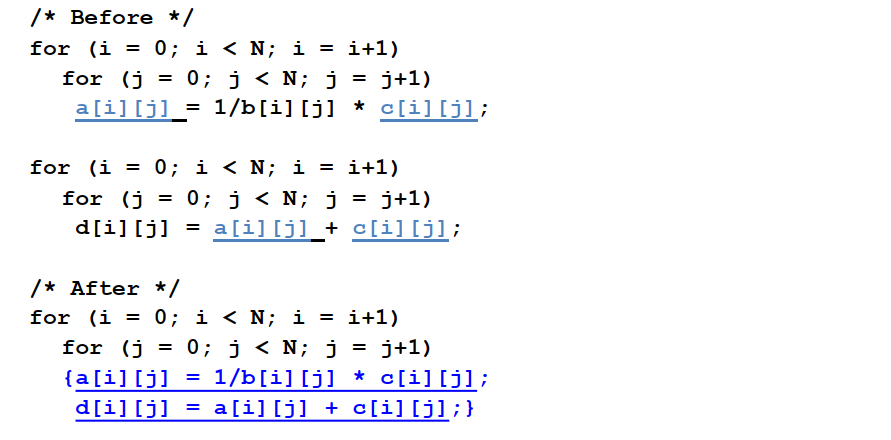 /* Before */
for (i = 0; i < N; i = i+1)
for (j = 0; j < N; j = j+1)
a[i][j] = 1/b[i][j] * c[i][j];
for (i = 0; i < N; i = i+1)
for (j = 0; j < N; j = j+1)
d[i][j] = a[i][j] + c[i][j];
/* After */
for (i = 0; i < N; i = i+1)
for (j = 0; j < N; j = j+1)
{a[i][j] = 1/b[i][j] * c[i][j];
d[i][j] = a[i][j] + c[i][j];}